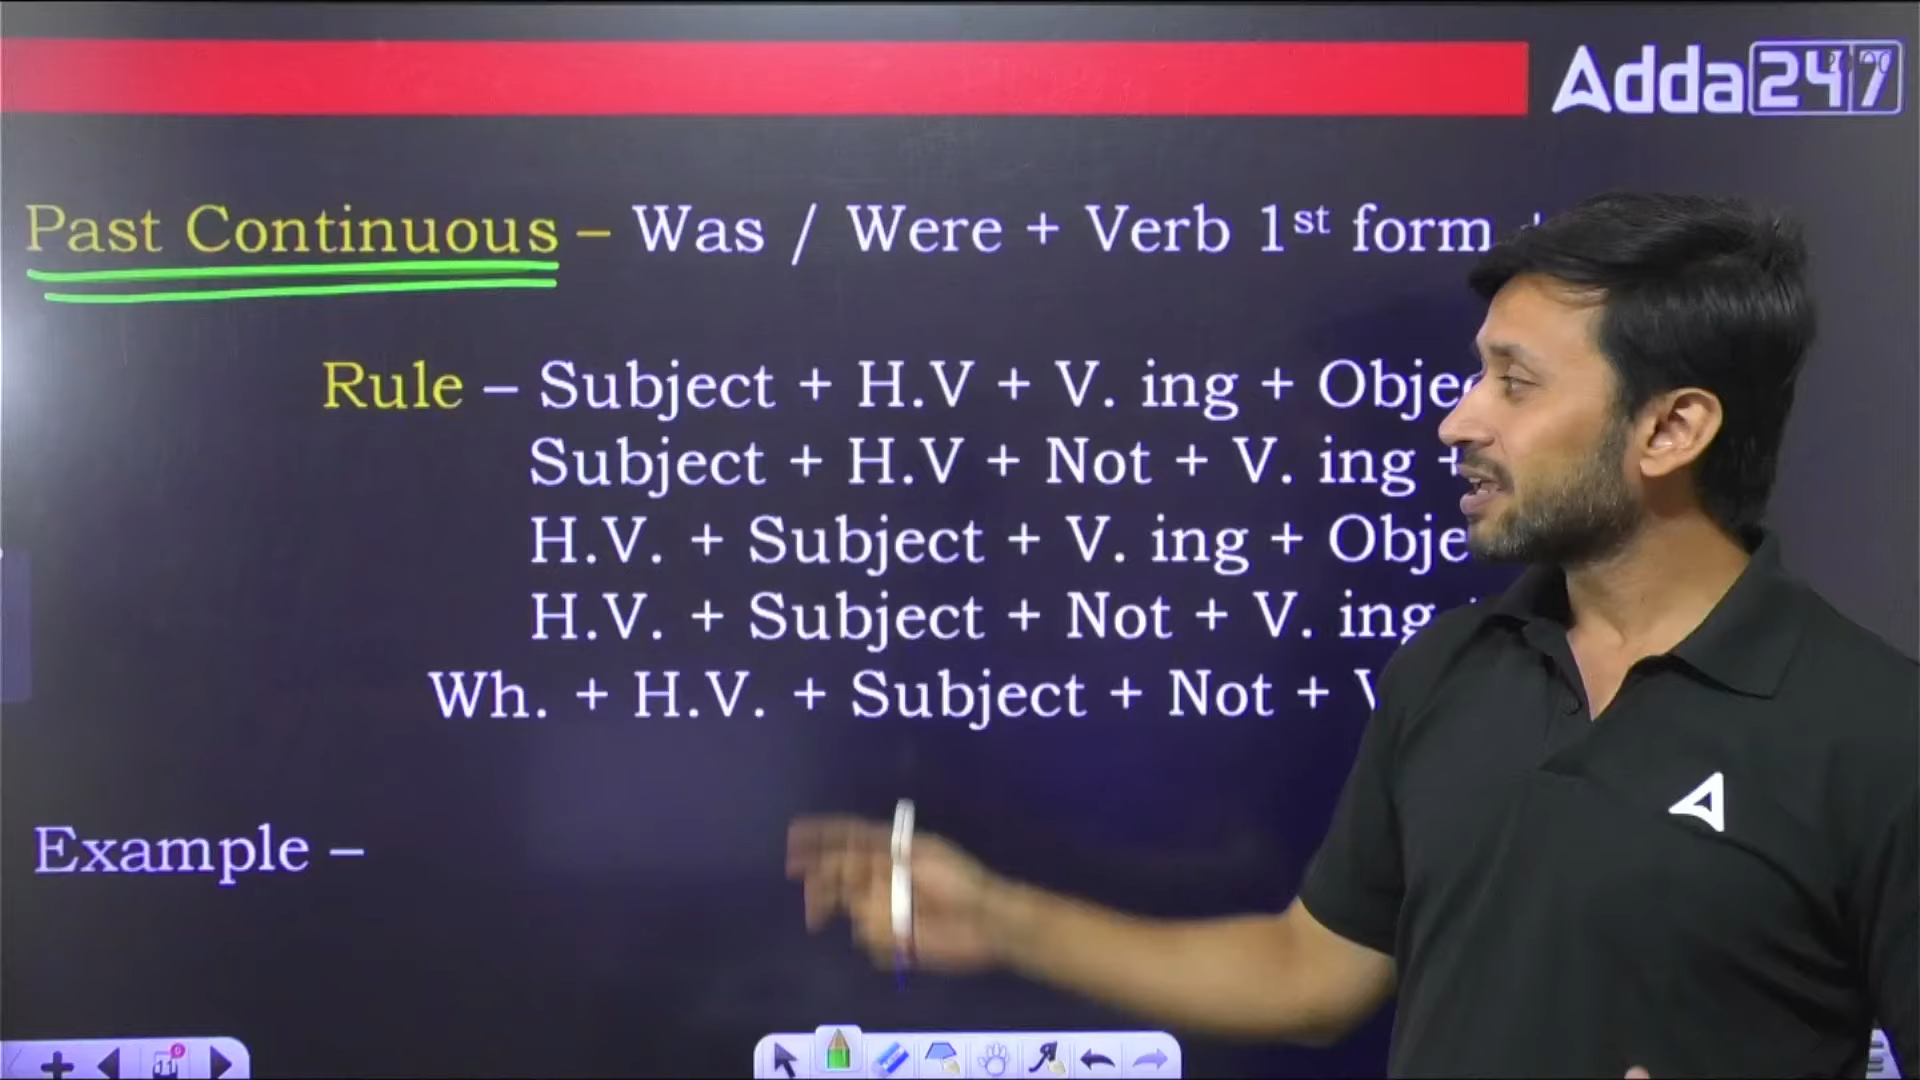 Adda247
Past Continuous – Was / Were + Verb 1st form +
Rule – Subject + H.V + V. ing + Obje
Subject + H.V + Not + V. ing +
H.V. + Subject + V. ing + Obje
H.V. + Subject + Not + V. ing
Wh. + H.V. + Subject + Not +
Example –